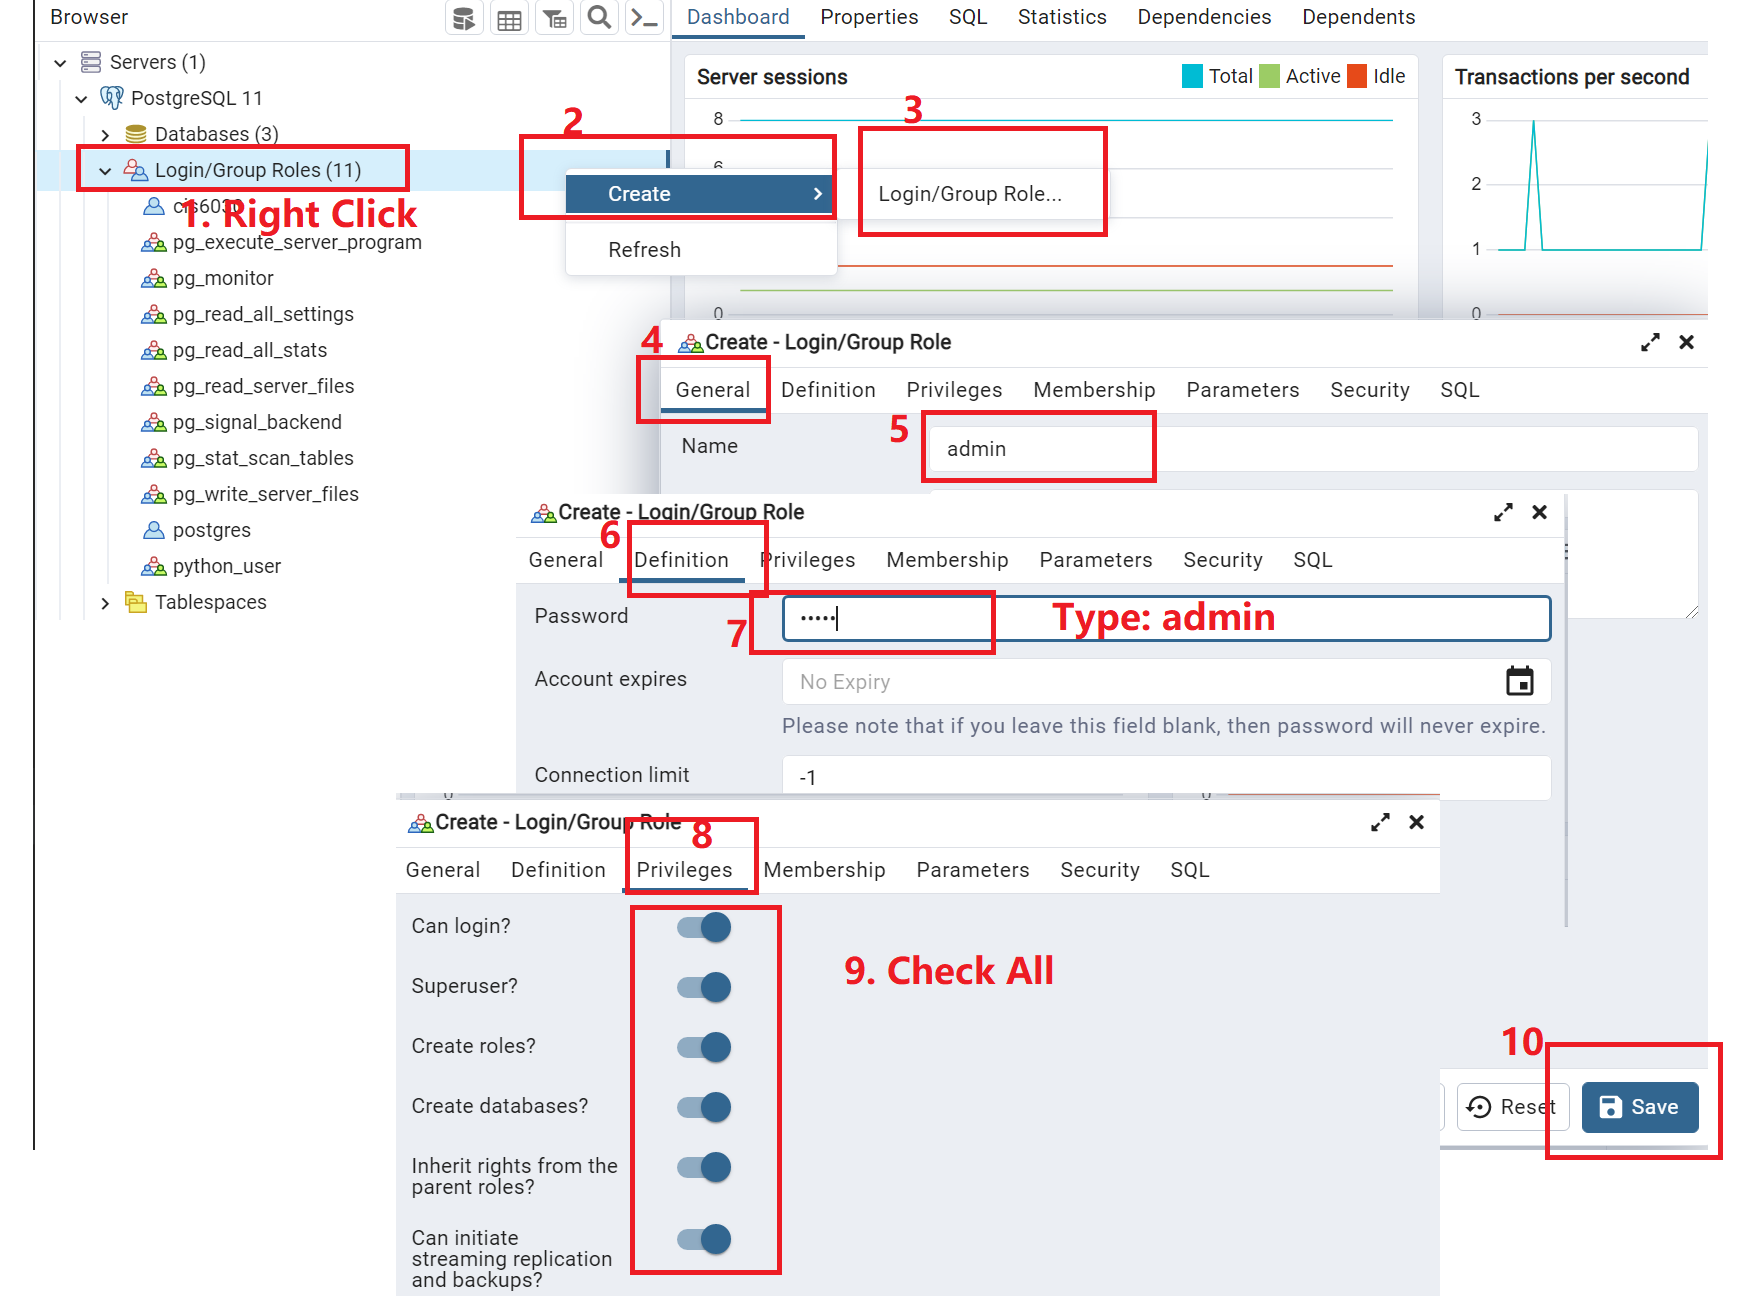 Browser
Dashboard Properties SQL Statistics Dependencies Dependents
Servers (1)
PostgreSQL 11
Databases (3)
Login/Group Roles (11)
1. Right Click
pg_execute_server_program
pg_monitor
pg_read_all_settings
pg_read_all_stats
pg_read_server_files
pg_signal_backend
pg_stat_scan_tables
pg_write_server_files
postgres
python_user
Tablespaces
Server sessions
Total Active Idle
8
6
0
Transactions per second
3
2
1
0
2
Create
Refresh
3
Login/Group Role...
4
Create - Login/Group Role
General Definition Privileges Membership Parameters Security SQL
5
Name
admin
Create - Login/Group Role
6
General Definition Privileges Membership Parameters Security SQL
Password
7
•••••
Type: admin
Account expires
No Expiry
Please note that if you leave this field blank, then password will never expire.
Connection limit
-1
0
0
Create - Login/Group Role
8
General Definition Privileges Membership Parameters Security SQL
Can login?
9. Check All
Superuser?
Create roles?
Create databases?
Inherit rights from the
parent roles?
Can initiate
streaming replication
and backups?
10
Reset
Save